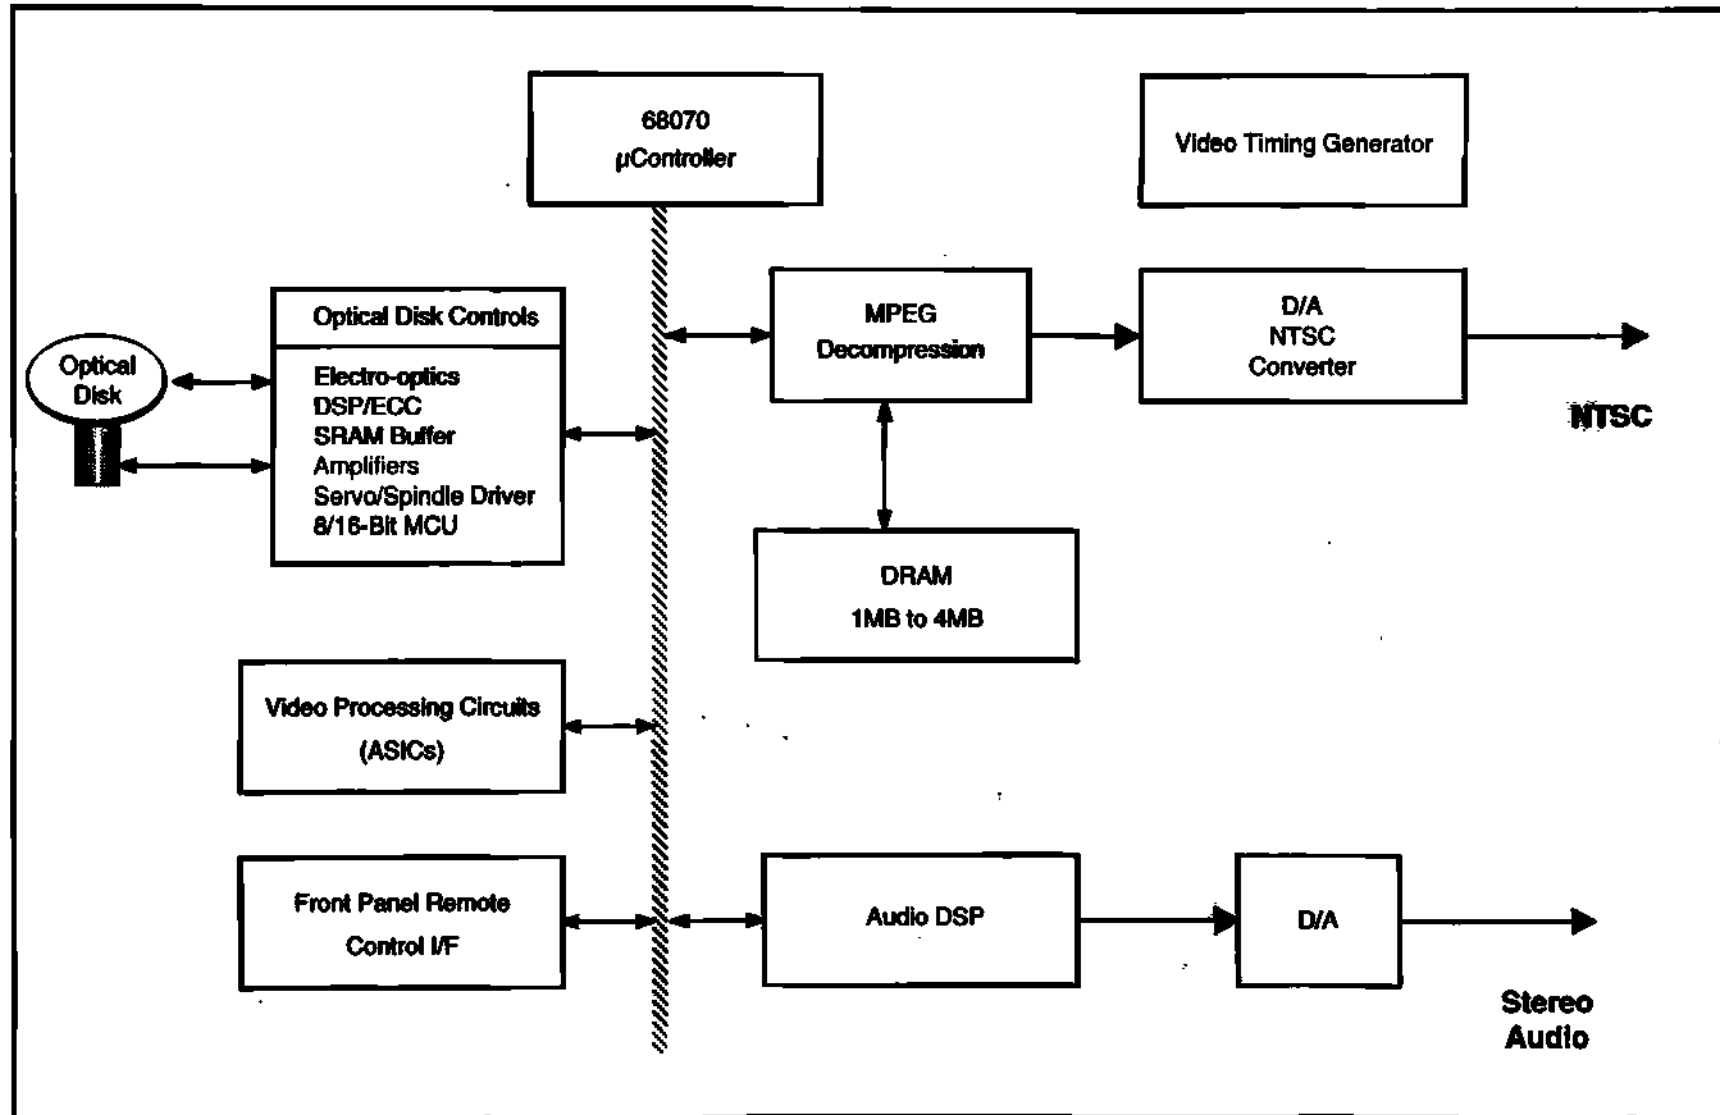 68070
µController
Video Timing Generator
Optical Disk Controls
Electro-optics
DSP/ECC
SRAM Buffer
Amplifiers
Servo/Spindle Driver
8/16-Bit MCU
Optical
Disk
MPEG
Decompression
D/A
NTSC
Converter
NTSC
DRAM
1MB to 4MB
Video Processing Circuits
(ASICs)
Front Panel Remote
Control I/F
Audio DSP
D/A
Stereo
Audio